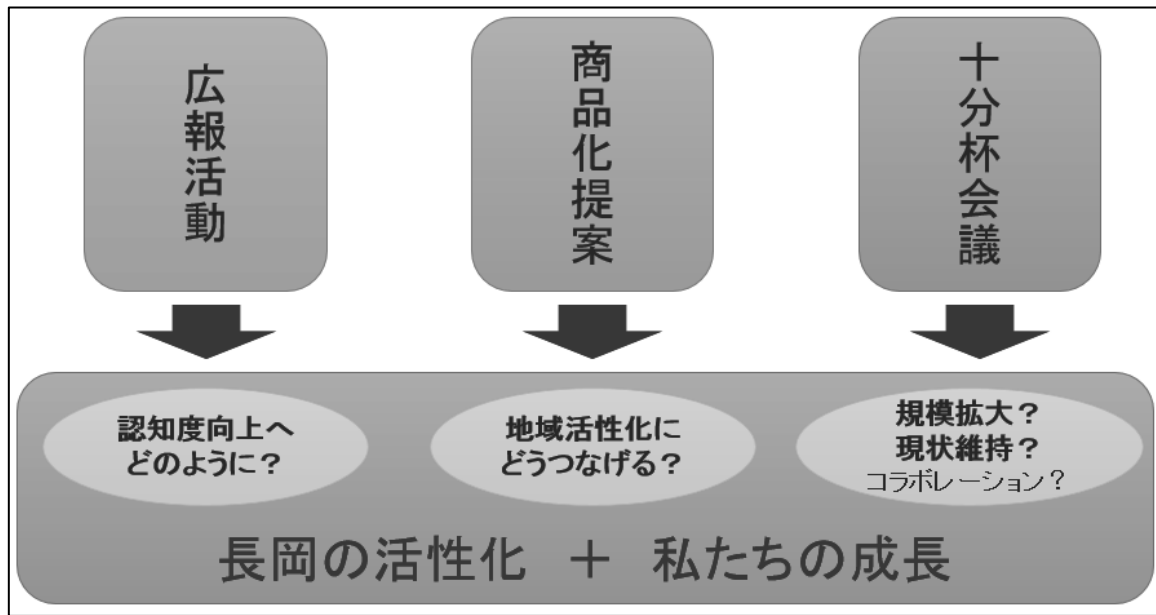 広報活動
商品化提案
十分杯会議
認知度向上へ
どのように？
地域活性化に
どうつなげる？
規模拡大？
現状維持？
コラボレーション？
長岡の活性化　＋　私たちの成長